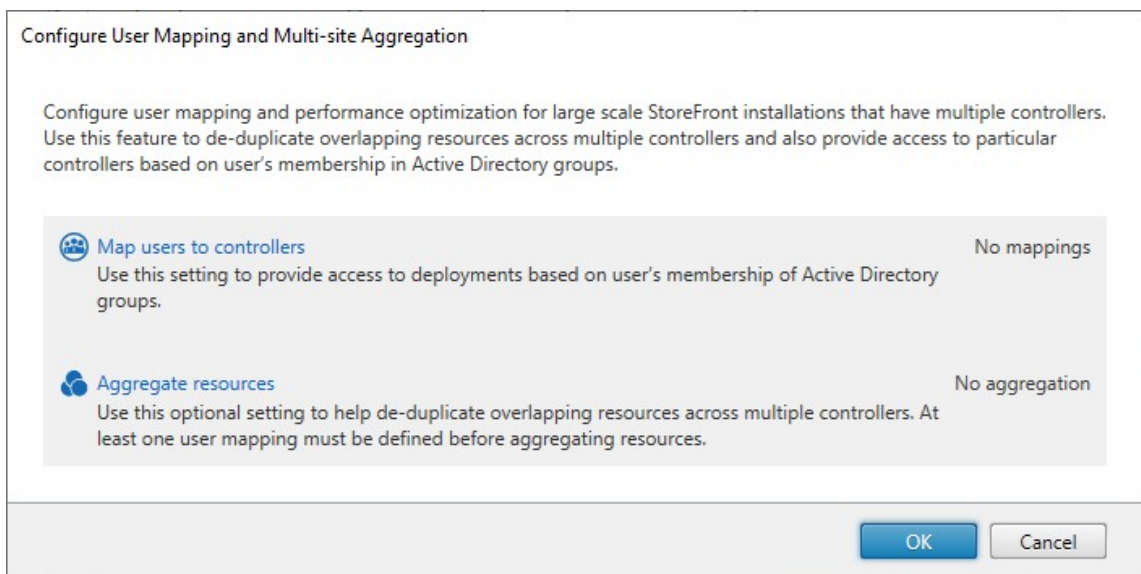 Configure User Mapping and Multi-site Aggregation
Configure user mapping and performance optimization for large scale StoreFront installations that have multiple controllers.
Use this feature to de-duplicate overlapping resources across multiple controllers and also provide access to particular
controllers based on user's membership in Active Directory groups.
Map users to controllers
No mappings
Use this setting to provide access to deployments based on user's membership of Active Directory
groups.
Aggregate resources
No aggregation
Use this optional setting to help de-duplicate overlapping resources across multiple controllers. At
least one user mapping must be defined before aggregating resources.
OK
Cancel